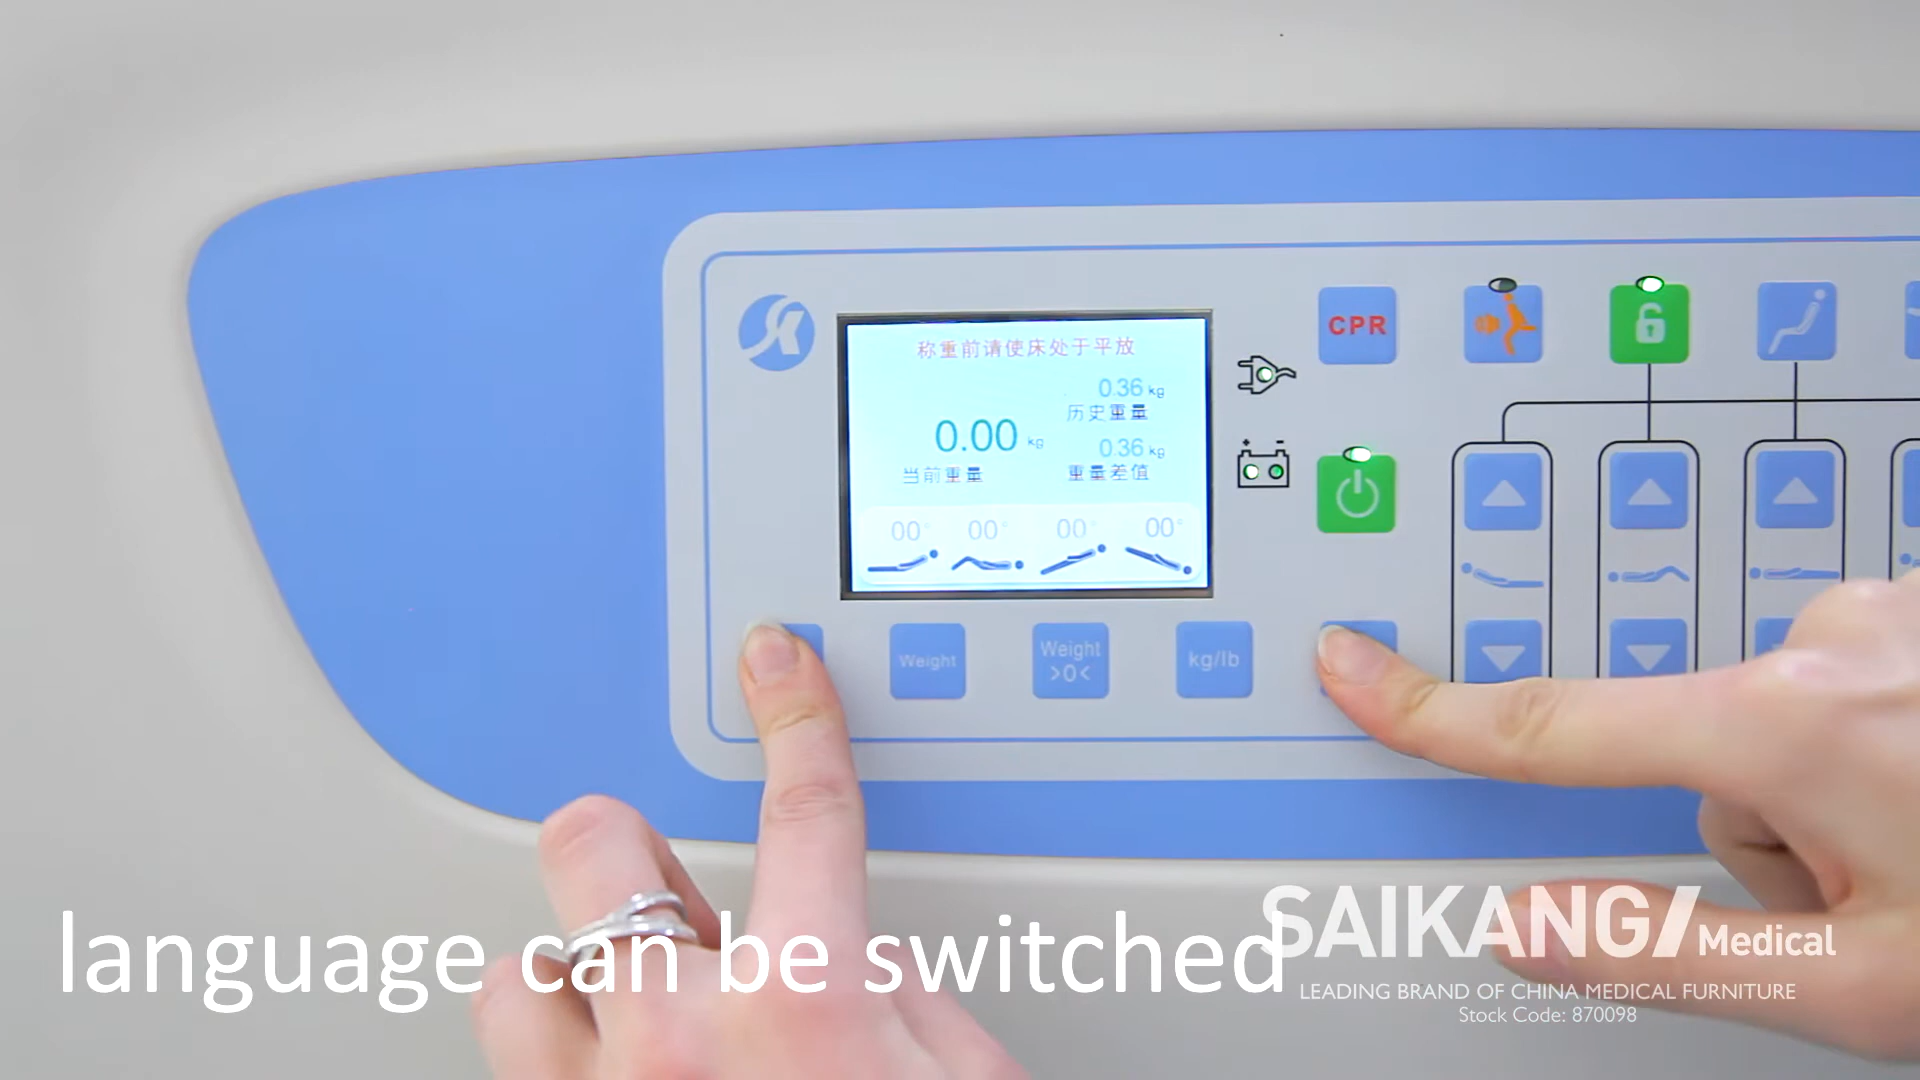 称重前请使床处于平放
0.36 kg
历史重量
0.00 kg
当前重量
0.36 kg
重量差值
00° 00° 00° 00°
CPR
Weight
Weight
>0<
kg/lb
language can be switched
SAIKANG Medical
LEADING BRAND OF CHINA MEDICAL FURNITURE
Stock Code: 870098